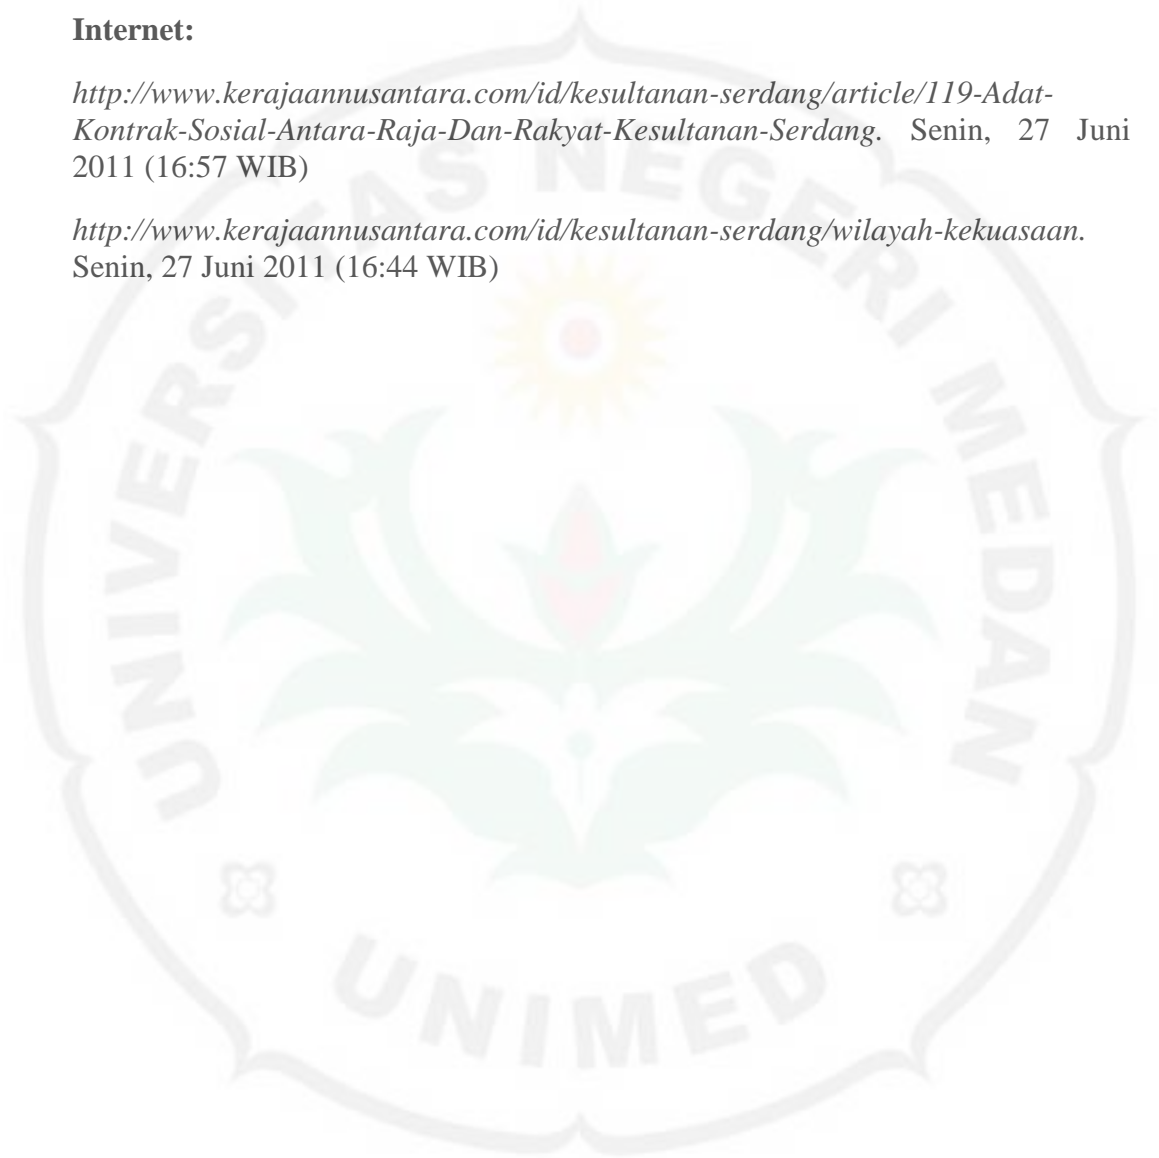 Internet:
http://www.kerajaannusantara.com/id/kesultanan-serdang/article/119-Adat-
Kontrak-Sosial-Antara-Raja-Dan-Rakyat-Kesultanan-Serdang. Senin, 27 Juni
2011 (16:57 WIB)
http://www.kerajaannusantara.com/id/kesultanan-serdang/wilayah-kekuasaan.
Senin, 27 Juni 2011 (16:44 WIB)
UNIVERSITAS NEGERI MEDAN
UNIMED